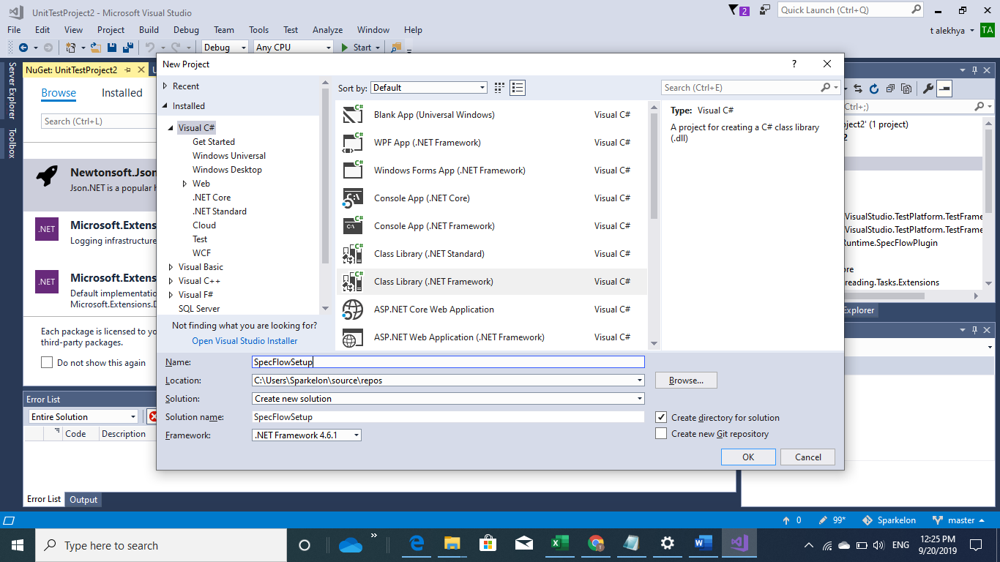 UnitTestProject2 - Microsoft Visual Studio
2
Quick Launch (Ctrl+Q)
File Edit View Project Build Debug Team Tools Test Analyze Window Help
t alekhya TA
Debug Any CPU Start
Server Explorer
Toolbox
NuGet: UnitTestProject2
Browse Installed
Search (Ctrl+L)
Newtonsoft.Json
Json.NET is a popular
.NET Microsoft.Extens
Logging infrastructure
.NET Microsoft.Extens
Default implementatio
Microsoft.Extensions.D
Each package is licensed to yo
third-party packages.
Do not show this again
New Project
?
Recent
Installed
Visual C#
Get Started
Windows Universal
Windows Desktop
Web
.NET Core
.NET Standard
Cloud
Test
WCF
Visual Basic
Visual C++
Visual F#
SQL Server
Not finding what you are looking for?
Open Visual Studio Installer
Sort by: Default
Search (Ctrl+E)
Blank App (Universal Windows) Visual C#
WPF App (.NET Framework) Visual C#
Windows Forms App (.NET Framework) Visual C#
Console App (.NET Core) Visual C#
Console App (.NET Framework) Visual C#
Class Library (.NET Standard) Visual C#
Class Library (.NET Framework) Visual C#
ASP.NET Core Web Application Visual C#
ASP.NET Web Application (.NET Framework) Visual C#
Type: Visual C#
A project for creating a C# class library
(.dll)
Name: SpecFlowSetup
Location: C:\Users\Sparkelon\source\repos Browse...
Solution: Create new solution
Solution name: SpecFlowSetup Create directory for solution
Framework: .NET Framework 4.6.1 Create new Git repository
OK Cancel
Ctrl+;)
ject2' (1 project)
2
VisualStudio.TestPlatform.TestFrame
VisualStudio.TestPlatform.TestFrame
Runtime.SpecFlowPlugin
ore
reading.Tasks.Extensions
Explorer
Error List
Entire Solution
Code Description
Error List Output
0 99* Sparkelon master
Type here to search
ENG
12:25 PM
9/20/2019